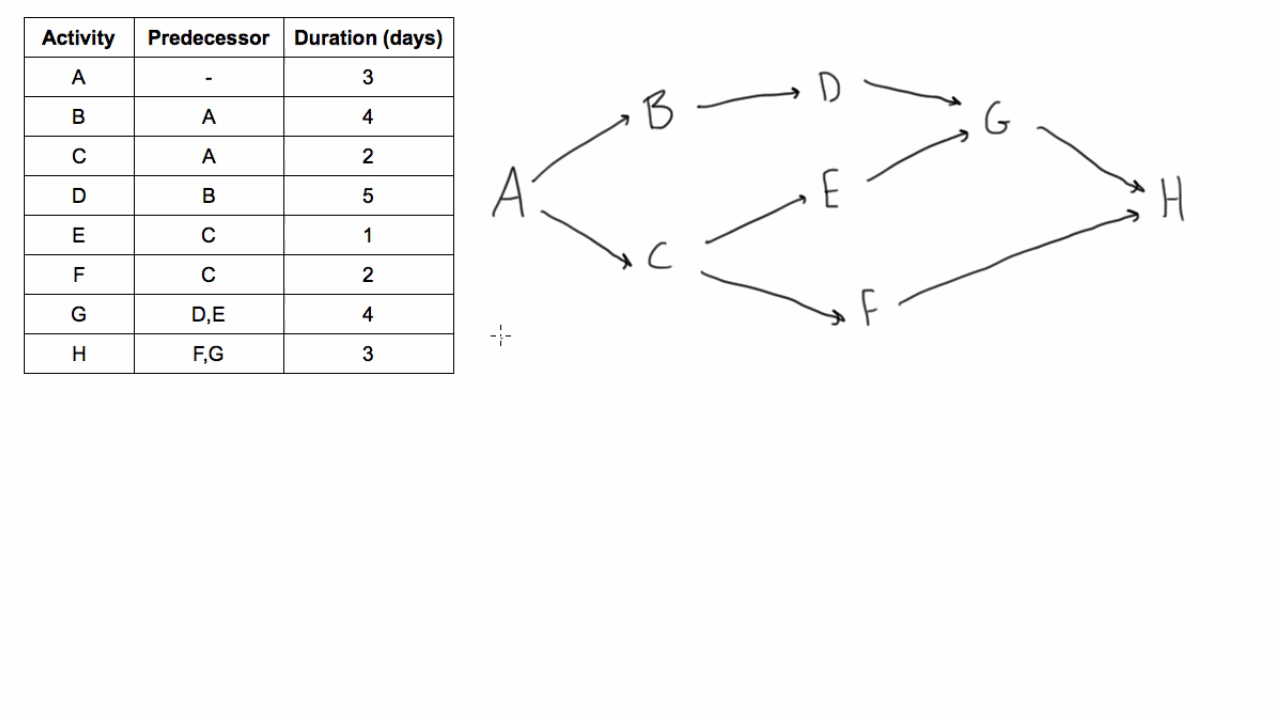 Activity Predecessor Duration (days)
A - 3
B A 4
C A 2
D B 5
E C 1
F C 2
G D,E 4
H F,G 3
B D G
A E H
C F